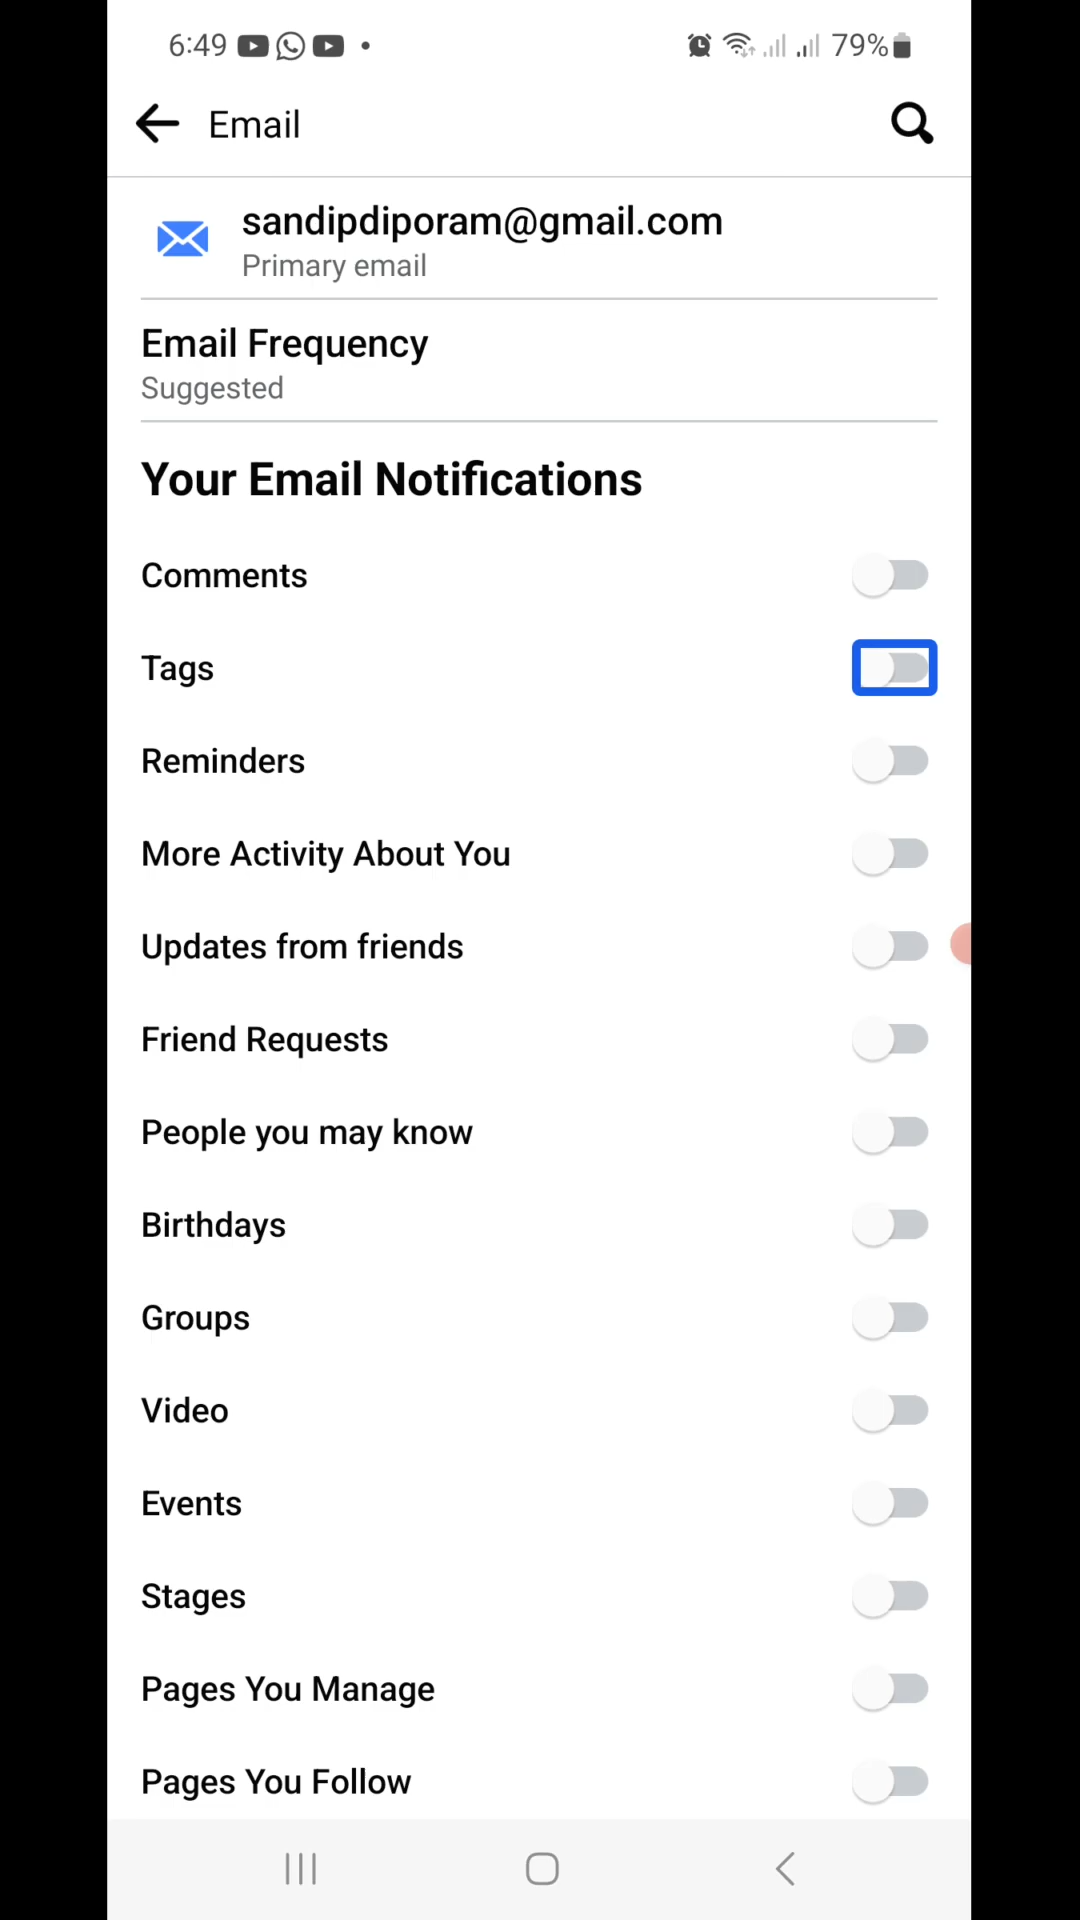 6:49 79%
Email
sandipdiporam@gmail.com
Primary email
Email Frequency
Suggested
Your Email Notifications
Comments
Tags
Reminders
More Activity About You
Updates from friends
Friend Requests
People you may know
Birthdays
Groups
Video
Events
Stages
Pages You Manage
Pages You Follow